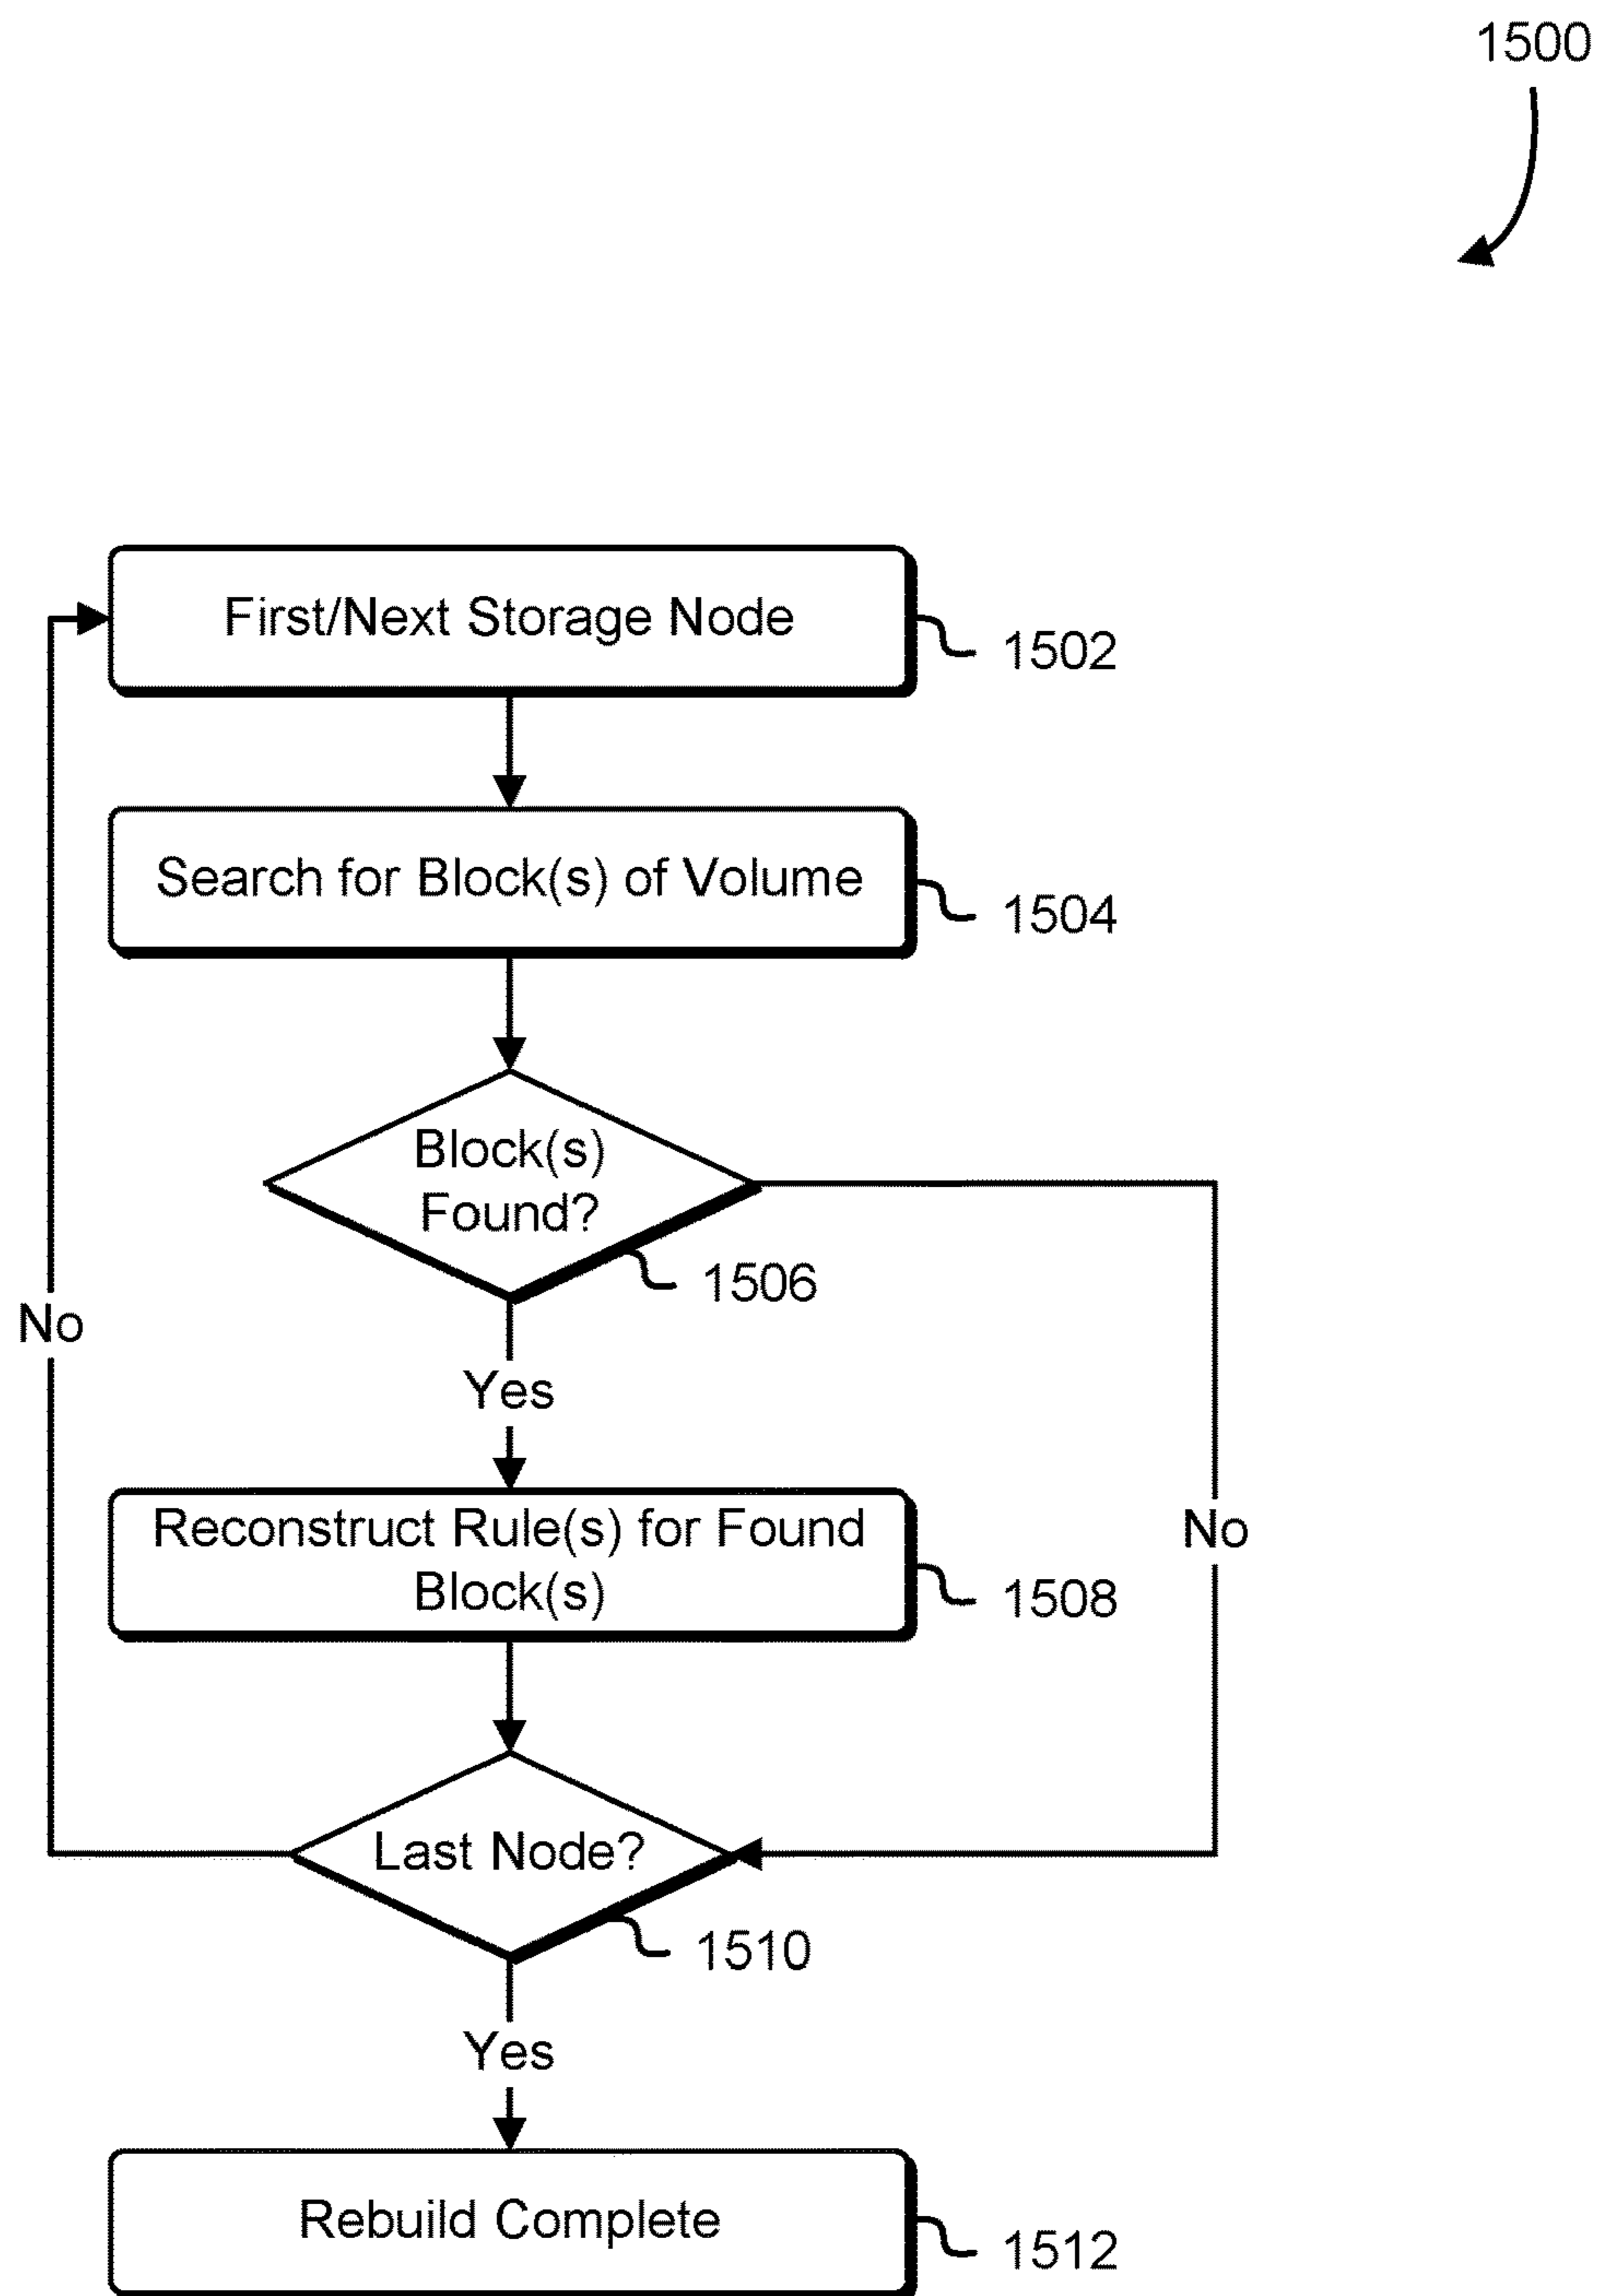 1500
First/Next Storage Node
1502
Search for Block(s) of Volume
1504
Block(s)
Found?
1506
No
Yes
Reconstruct Rule(s) for Found
Block(s)
No
1508
Last Node?
1510
Yes
Rebuild Complete
1512